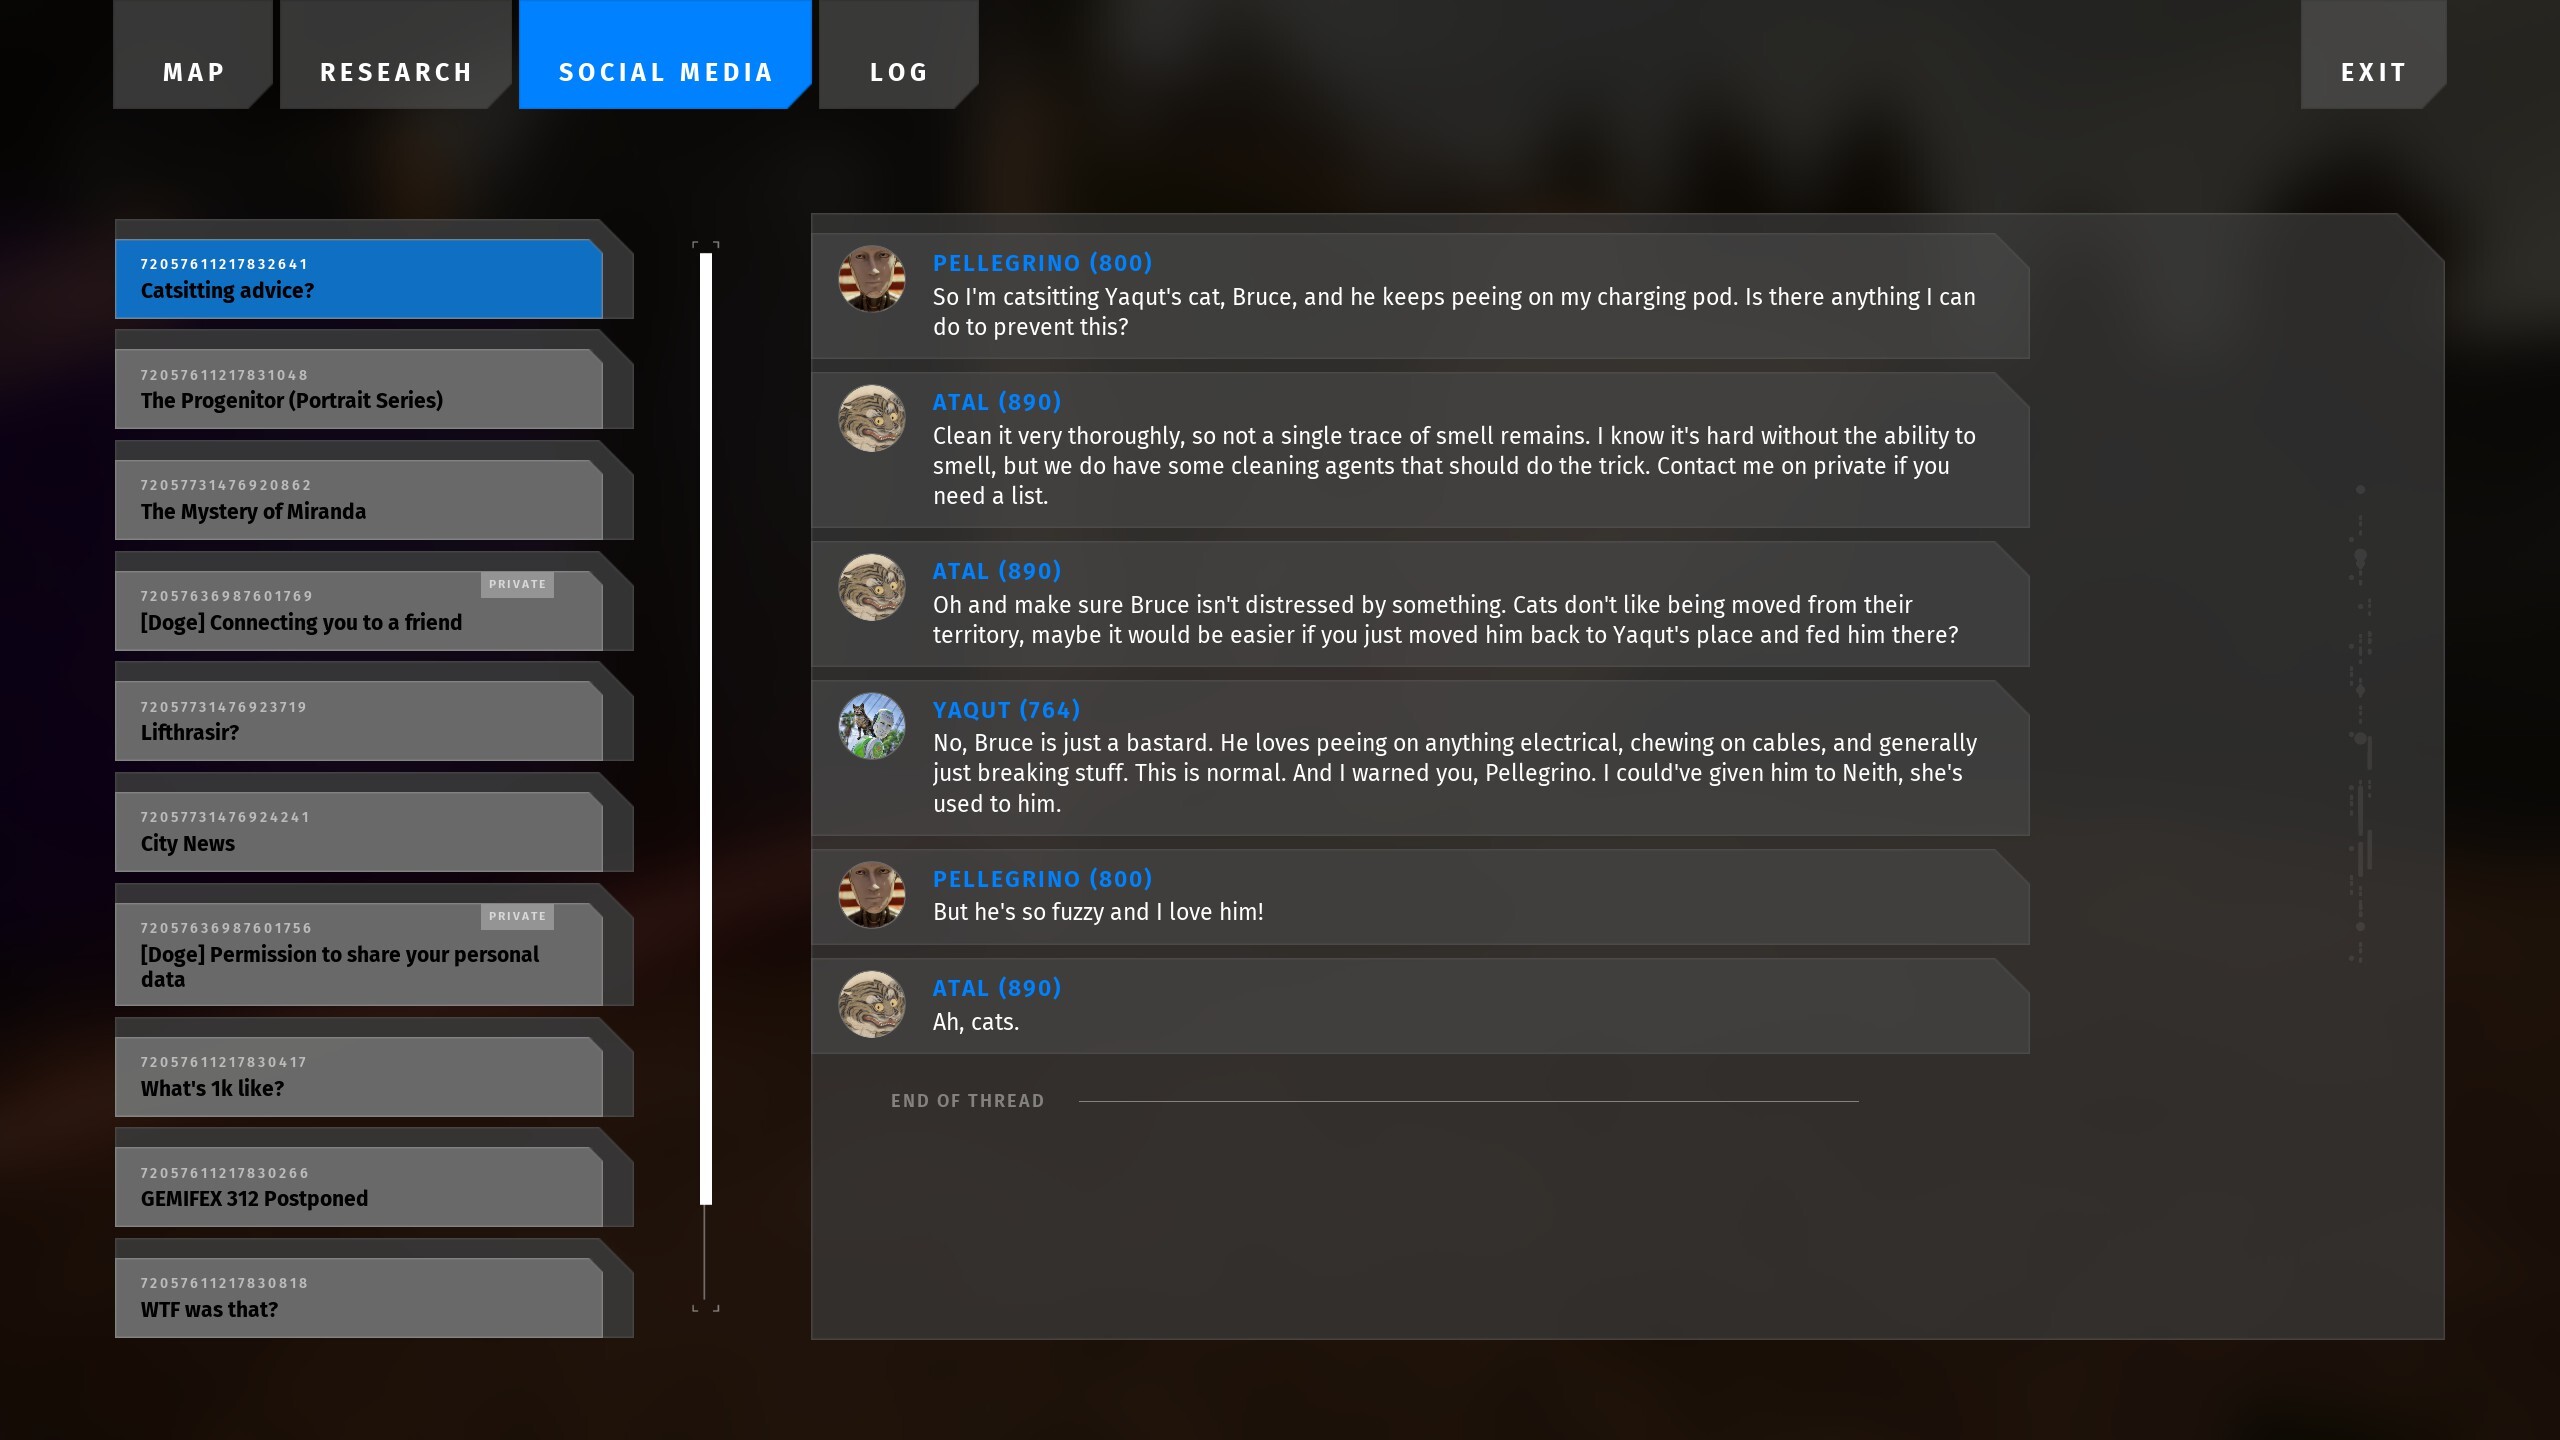 MAP
RESEARCH
SOCIAL MEDIA
LOG
EXIT
72057611217832641
Catsitting advice?
72057611217831048
The Progenitor (Portrait Series)
72057731476920862
The Mystery of Miranda
PRIVATE
72057636987601769
[Doge] Connecting you to a friend
72057731476923719
Lifthrasir?
72057731476924241
City News
PRIVATE
72057636987601756
[Doge] Permission to share your personal
data
72057611217830417
What's 1k like?
72057611217830266
GEMIFEX 312 Postponed
72057611217830818
WTF was that?
PELLEGRINO (800)
So I'm catsitting Yaqut's cat, Bruce, and he keeps peeing on my charging pod. Is there anything I can
do to prevent this?
ATAL (890)
Clean it very thoroughly, so not a single trace of smell remains. I know it's hard without the ability to
smell, but we do have some cleaning agents that should do the trick. Contact me on private if you
need a list.
ATAL (890)
Oh and make sure Bruce isn't distressed by something. Cats don't like being moved from their
territory, maybe it would be easier if you just moved him back to Yaqut's place and fed him there?
YAQUT (764)
No, Bruce is just a bastard. He loves peeing on anything electrical, chewing on cables, and generally
just breaking stuff. This is normal. And I warned you, Pellegrino. I could've given him to Neith, she's
used to him.
PELLEGRINO (800)
But he's so fuzzy and I love him!
ATAL (890)
Ah, cats.
END OF THREAD